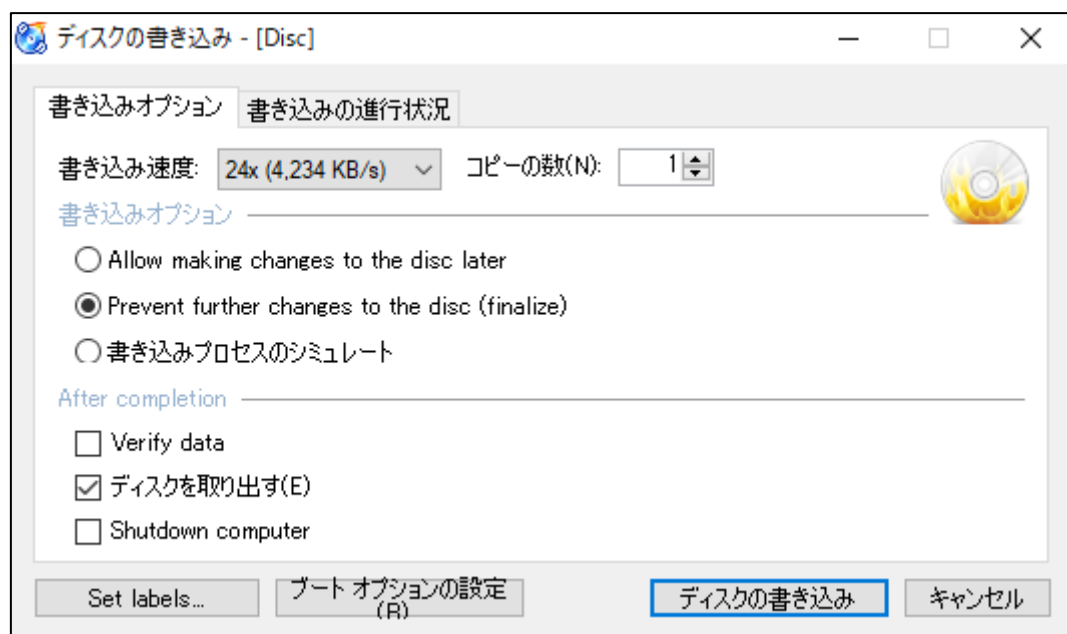 ディスクの書き込み - [Disc]
書き込みオプション 書き込みの進行状況
書き込み速度: 24x (4,234 KB/s) コピーの数(N): 1
書き込みオプション
Allow making changes to the disc later
Prevent further changes to the disc (finalize)
書き込みプロセスのシミュレート
After completion
Verify data
ディスクを取り出す(E)
Shutdown computer
Set labels... ブート オプションの設定 ディスクの書き込み キャンセル
(B)